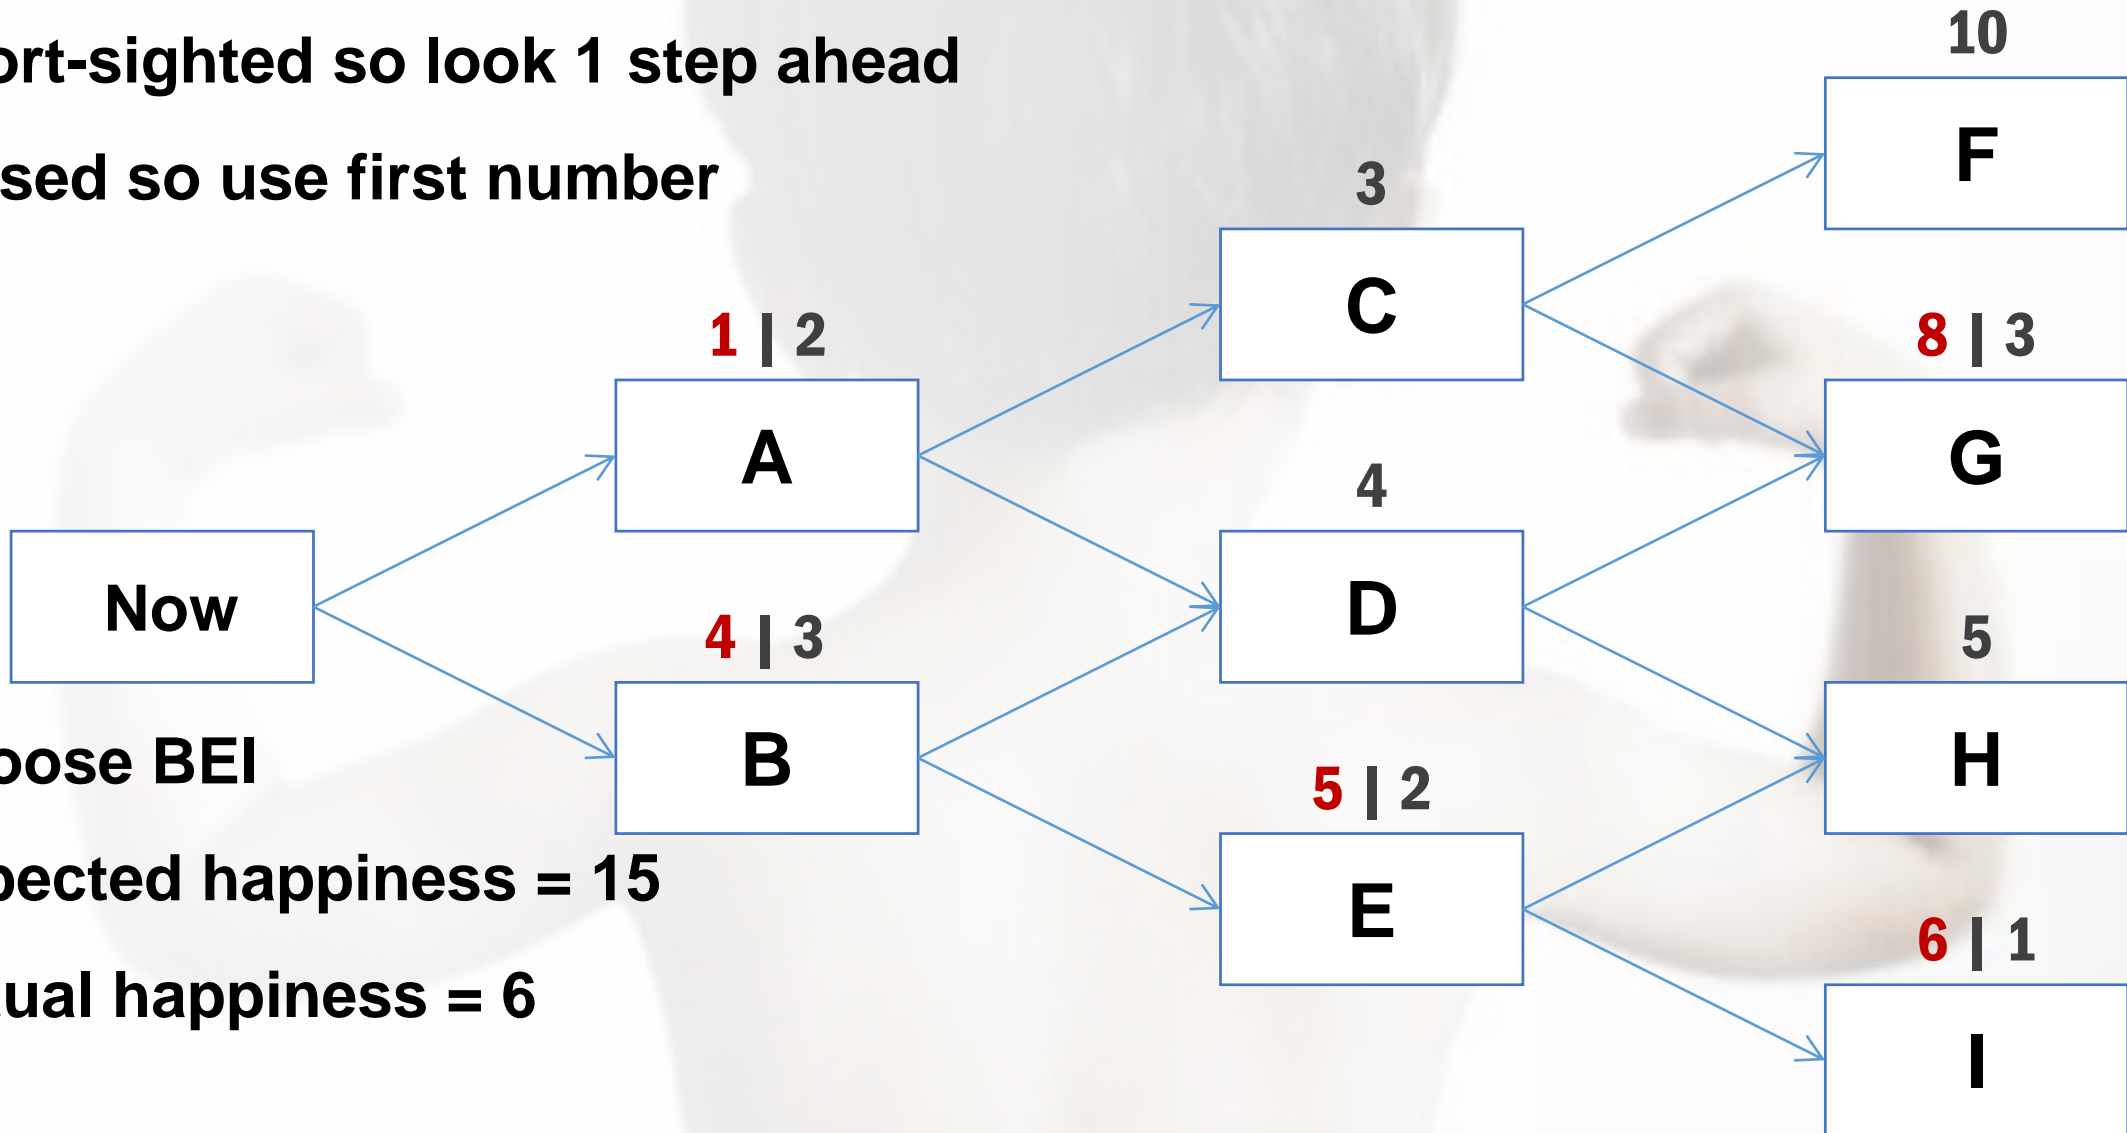 ort-sighted so look 1 step ahead
sed so use first number
10
F
3
C
1 | 2
A
8 | 3
G
4
D
Now
4 | 3
B
5
H
oose BEI
5 | 2
E
pected happiness = 15
6 | 1
I
tual happiness = 6